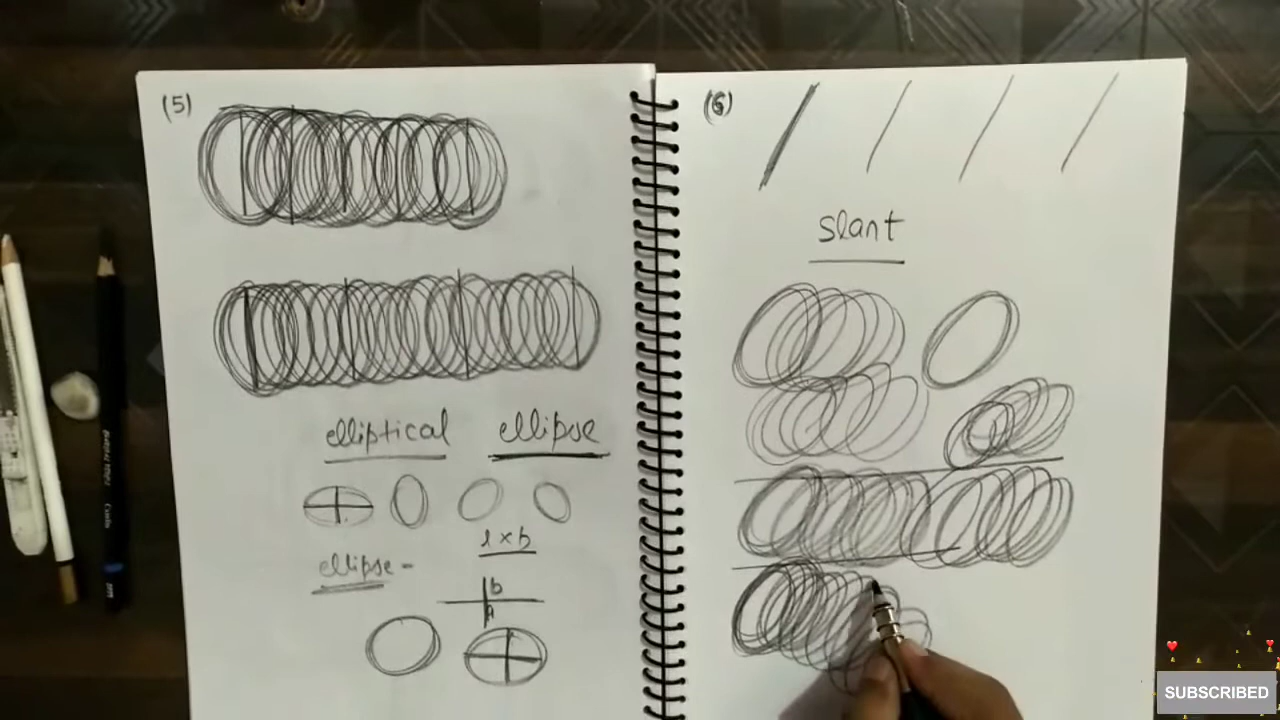 (5)
elliptical ellipse
l × b
ellipse -
b
(6)
Slant
SUBSCRIBED